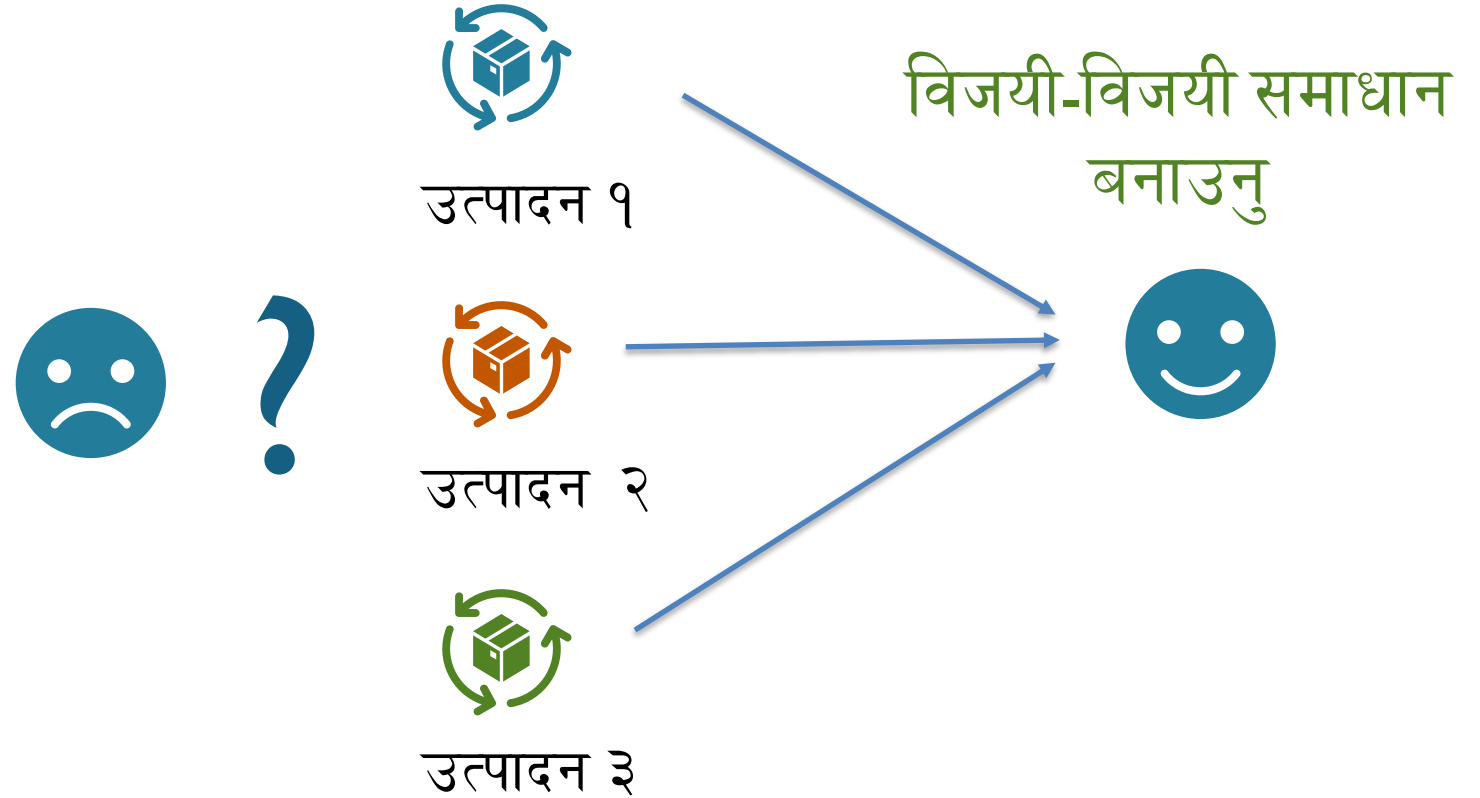 विजयी-विजयी समाधान
बनाउनु
उत्पादन १
?
उत्पादन २
उत्पादन ३